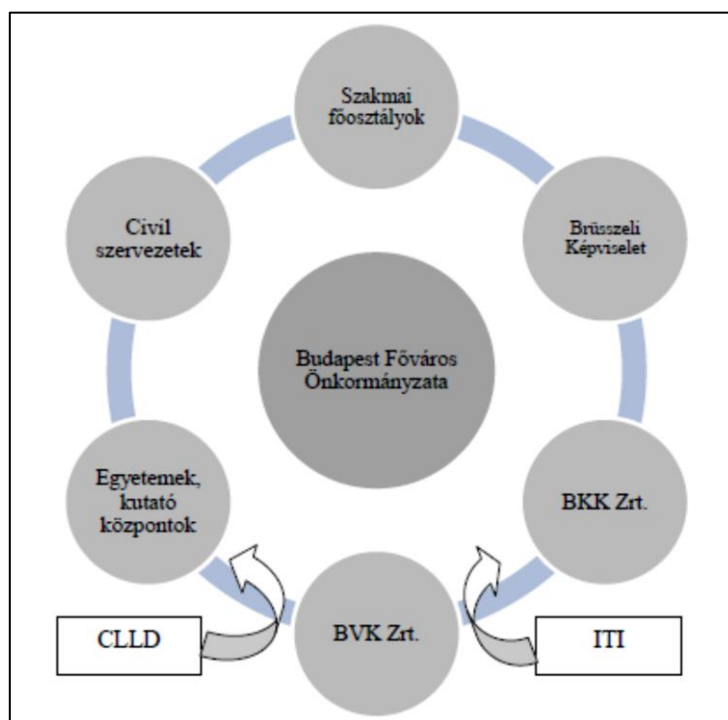 Szakmai
főosztályok
Civil
szervezetek
Brüsszeli
Képviselet
Budapest Főváros
Önkormányzata
Egyetemek,
kutató
központok
BKK Zrt.
CLLD
BVK Zrt.
ITI